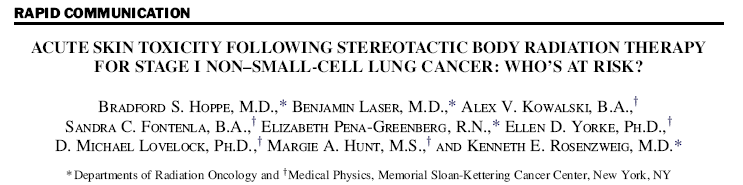 RAPID COMMUNICATION
ACUTE SKIN TOXICITY FOLLOWING STEREOTACTIC BODY RADIATION THERAPY
FOR STAGE I NON–SMALL-CELL LUNG CANCER: WHO'S AT RISK?
BRADFORD S. HOPPE, M.D.,* BENJAMIN LASER, M.D.,* ALEX V. KOWALSKI, B.A.,†
SANDRA C. FONTENLA, B.A.,† ELIZABETH PENA-GREENBERG, R.N.,* ELLEN D. YORKE, PH.D.,†
D. MICHAEL LOVELOCK, PH.D.,† MARGIE A. HUNT, M.S.,† AND KENNETH E. ROSENZWEIG, M.D.*
*Departments of Radiation Oncology and †Medical Physics, Memorial Sloan-Kettering Cancer Center, New York, NY